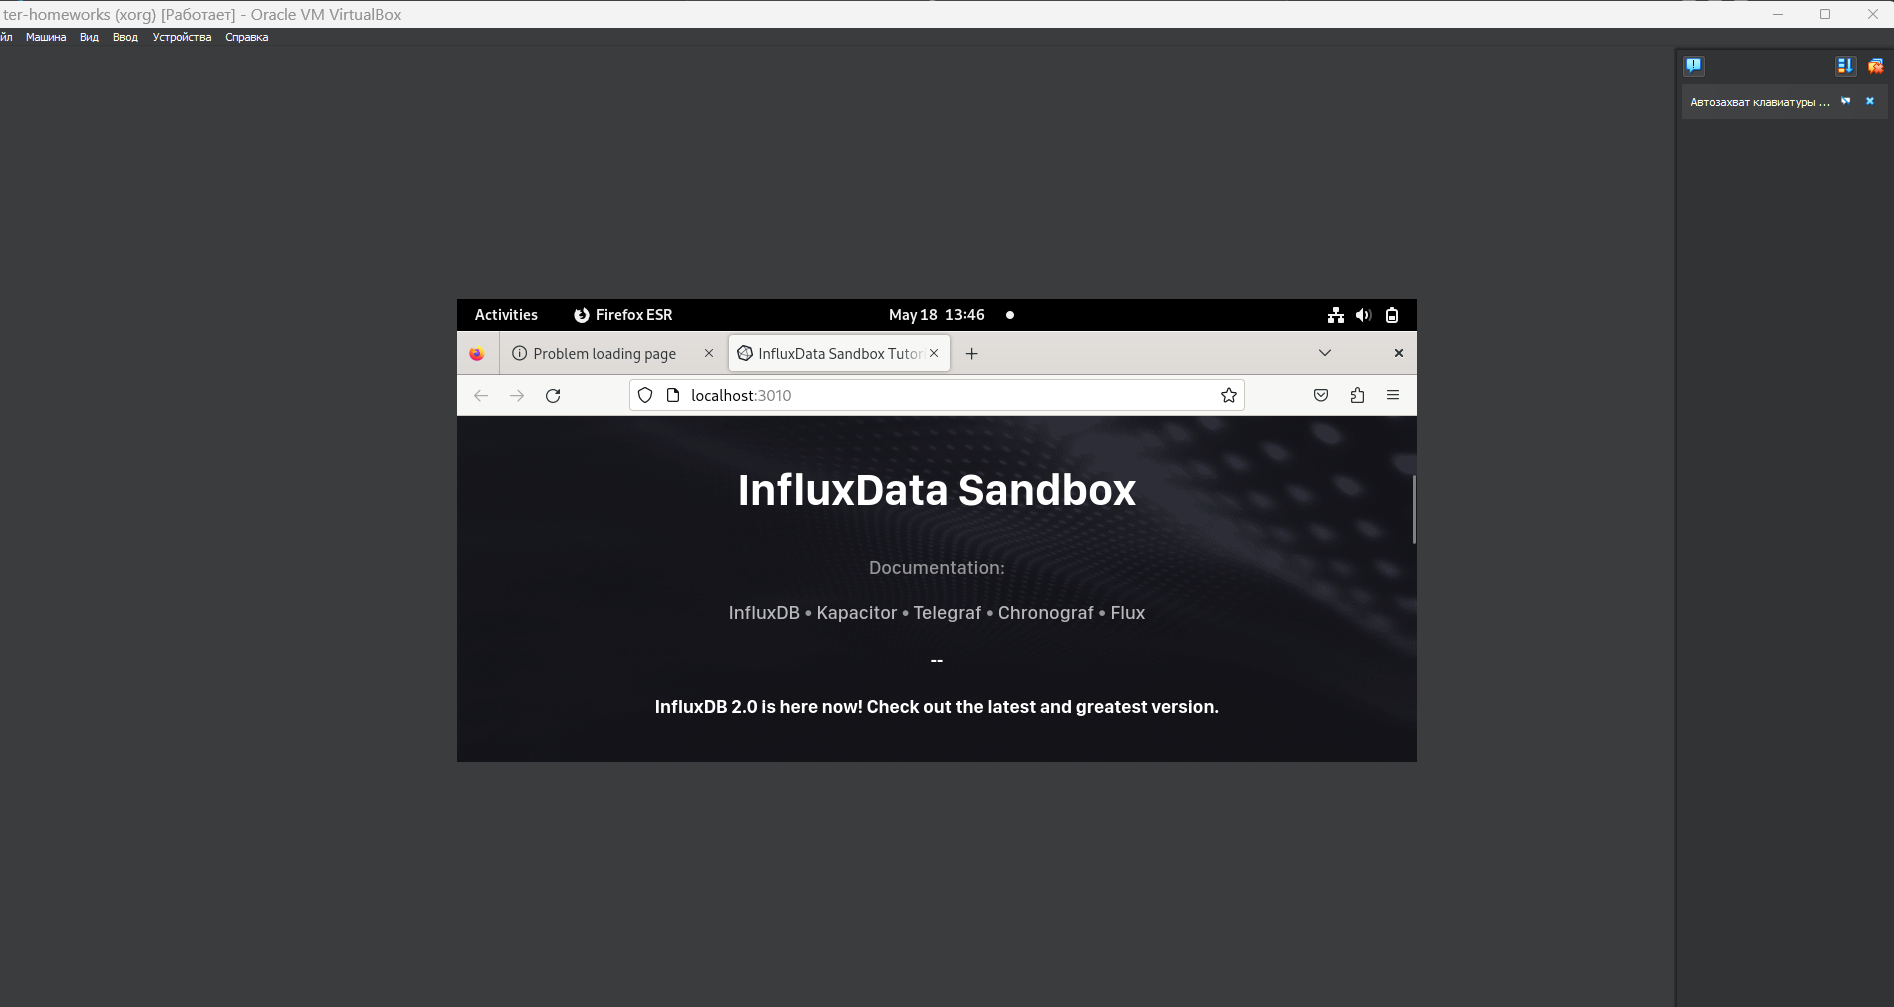 ter-homeworks (xorg) [Работает] - Oracle VM VirtualBox
йл Машина Вид Ввод Устройства Справка
Автозахват клавиатуры ...
Activities Firefox ESR May 18 13:46
Problem loading page InfluxData Sandbox Tutori
localhost:3010
InfluxData Sandbox
Documentation:
InfluxDB • Kapacitor • Telegraf • Chronograf • Flux
--
InfluxDB 2.0 is here now! Check out the latest and greatest version.